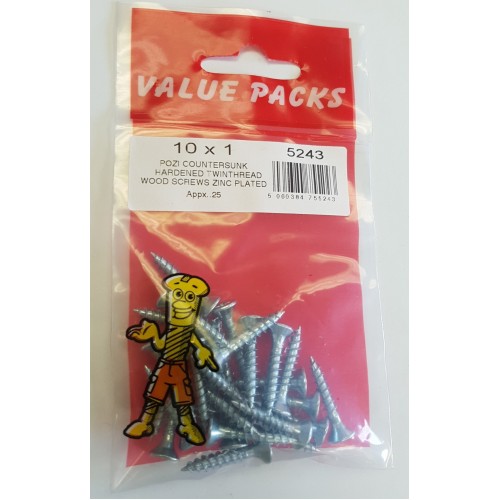 VALUE PACKS
10 x 1 5243
POZI COUNTERSUNK
HARDENED TWINTHREAD
WOOD SCREWS ZINC PLATED
Appx..25